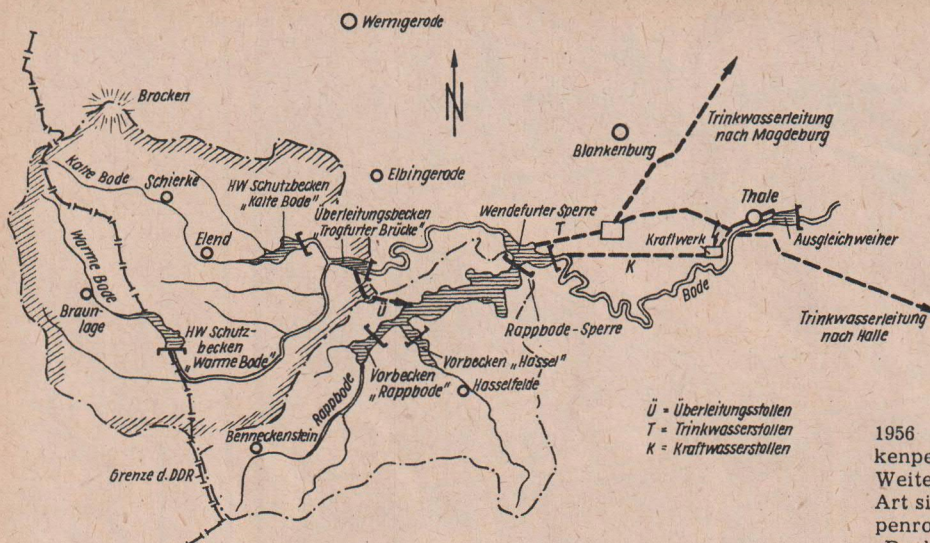 Wernigerode
Brocken
N
Trinkwasserleitung
nach Magdeburg
Blankenburg
Kalte Bode
Schierke
HW Schutzbecken
„Kalte Bode"
Elbingerode
Überleitungsbecken
„Trogfurter Brücke"
Wendefurter Sperre
Thale
T
Kraftwerk
Ausgleichweiher
Elend
Warme Bode
K
Bode
Braun-
lage
Ü
HW Schutz-
becken
„Warme Bode"
Rappbode-Sperre
Trinkwasserleitung
nach Halle
Vorbecken „Hassel"
Vorbecken
„Rappbode"
Hasselfelde
Rappbode
Benneckenstein
Ü = Überleitungsstollen
T = Trinkwasserstollen
K = Kraftwasserstollen
Grenze d. DDR
1956
kenpe
Weite
Art si
penro